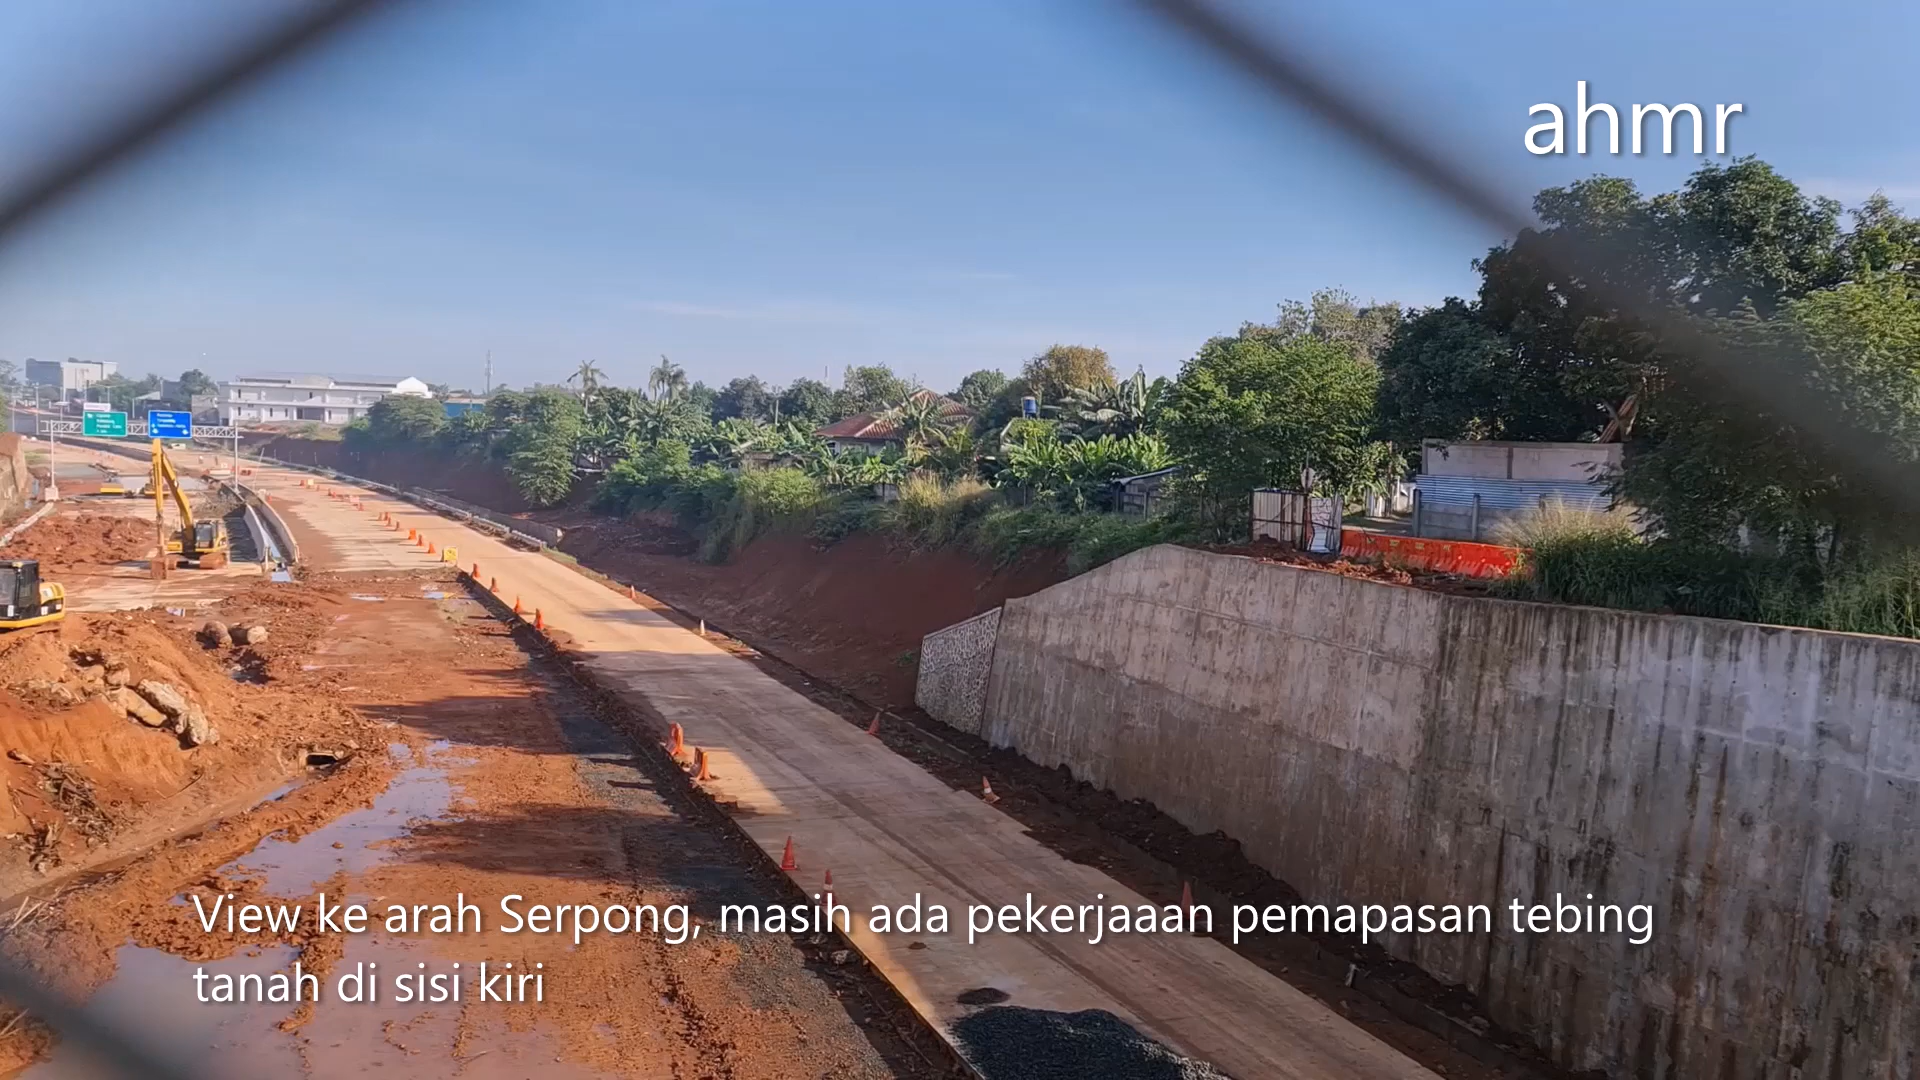 ahmr
View ke arah Serpong, masih ada pekerjaaan pemapasan tebing
tanah di sisi kiri